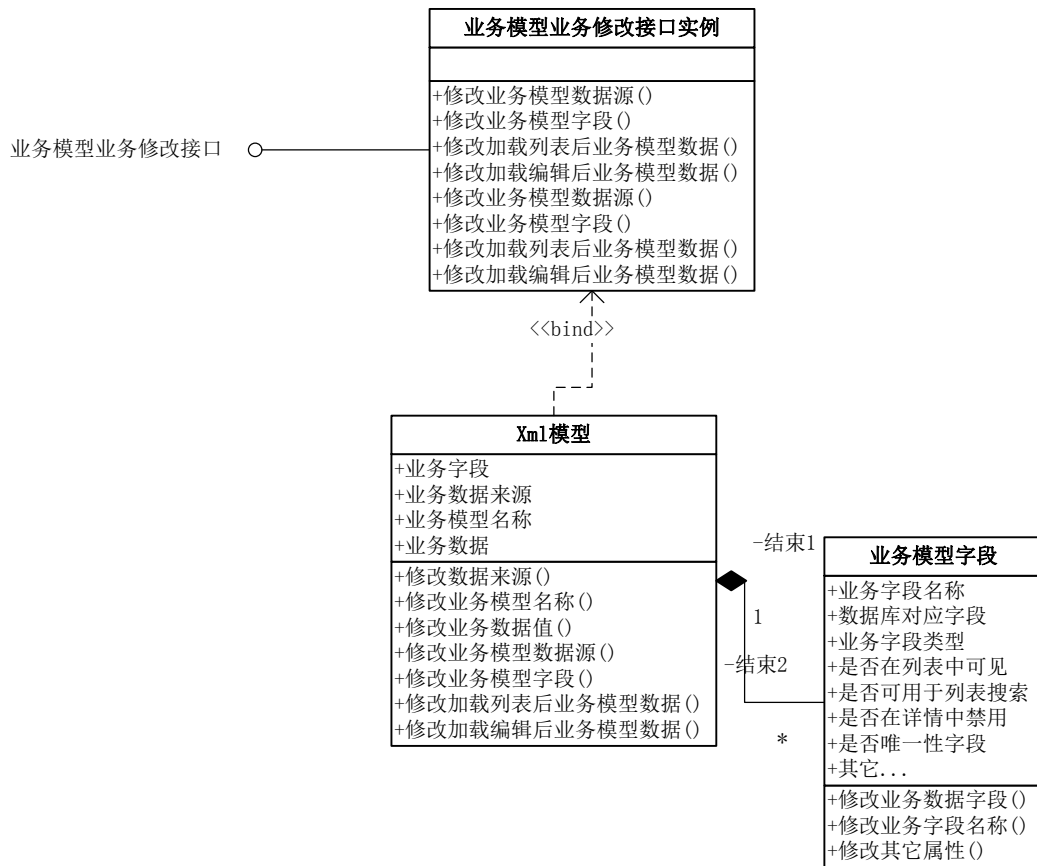 业务模型业务修改接口实例
+修改业务模型数据源()
+修改业务模型字段()
+修改加载列表后业务模型数据()
+修改加载编辑后业务模型数据()
+修改业务模型数据源()
+修改业务模型字段()
+修改加载列表后业务模型数据()
+修改加载编辑后业务模型数据()
业务模型业务修改接口
<<bind>>
Xml模型
+业务字段
+业务数据来源
+业务模型名称
+业务数据
+修改数据来源()
+修改业务模型名称()
+修改业务数据值()
+修改业务模型数据源()
+修改业务模型字段()
+修改加载列表后业务模型数据()
+修改加载编辑后业务模型数据()
-结束1
1
-结束2
*
业务模型字段
+业务字段名称
+数据库对应字段
+业务字段类型
+是否在列表中可见
+是否可用于列表搜索
+是否在详情中禁用
+是否唯一性字段
+其它...
+修改业务数据字段()
+修改业务字段名称()
+修改其它属性()